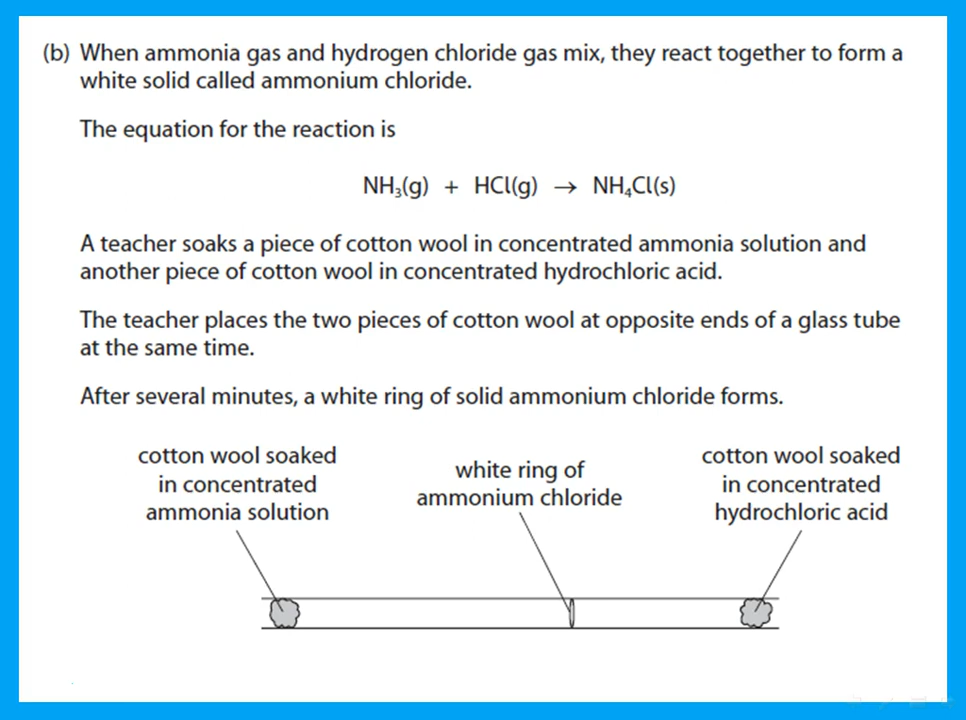 (b) When ammonia gas and hydrogen chloride gas mix, they react together to form a
white solid called ammonium chloride.
The equation for the reaction is
NH₃(g) + HCl(g) → NH₄Cl(s)
A teacher soaks a piece of cotton wool in concentrated ammonia solution and
another piece of cotton wool in concentrated hydrochloric acid.
The teacher places the two pieces of cotton wool at opposite ends of a glass tube
at the same time.
After several minutes, a white ring of solid ammonium chloride forms.
cotton wool soaked
in concentrated
ammonia solution
white ring of
ammonium chloride
cotton wool soaked
in concentrated
hydrochloric acid